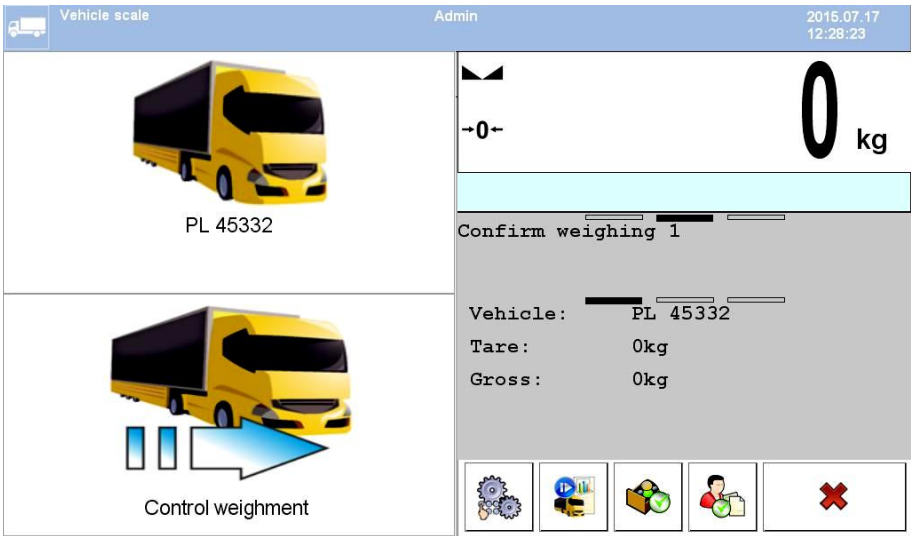 Vehicle scale
Admin
2015.07.17
12:28:23
PL 45332
Control weighment
→0←
0 kg
Confirm weighing 1
Vehicle: PL 45332
Tare: 0kg
Gross: 0kg